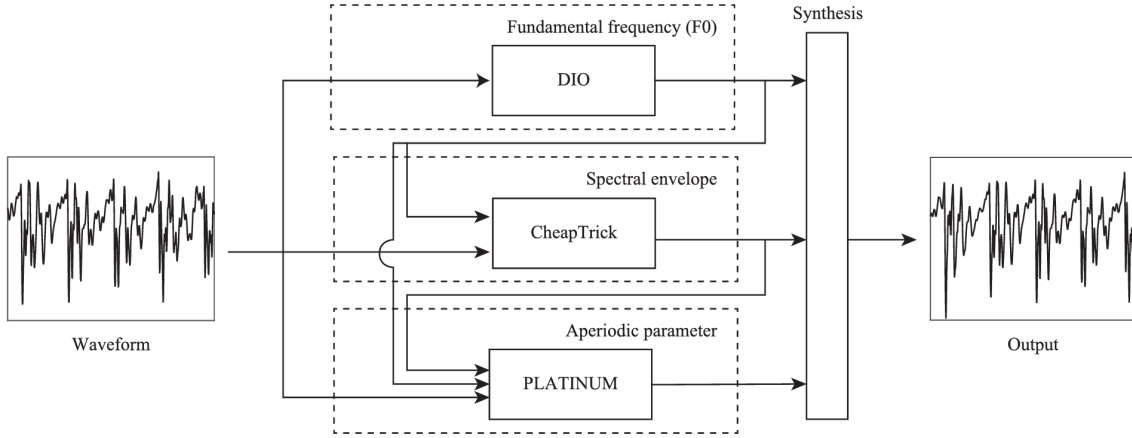 Synthesis
Fundamental frequency (F0)
DIO
Spectral envelope
CheapTrick
Waveform
Aperiodic parameter
Output
PLATINUM